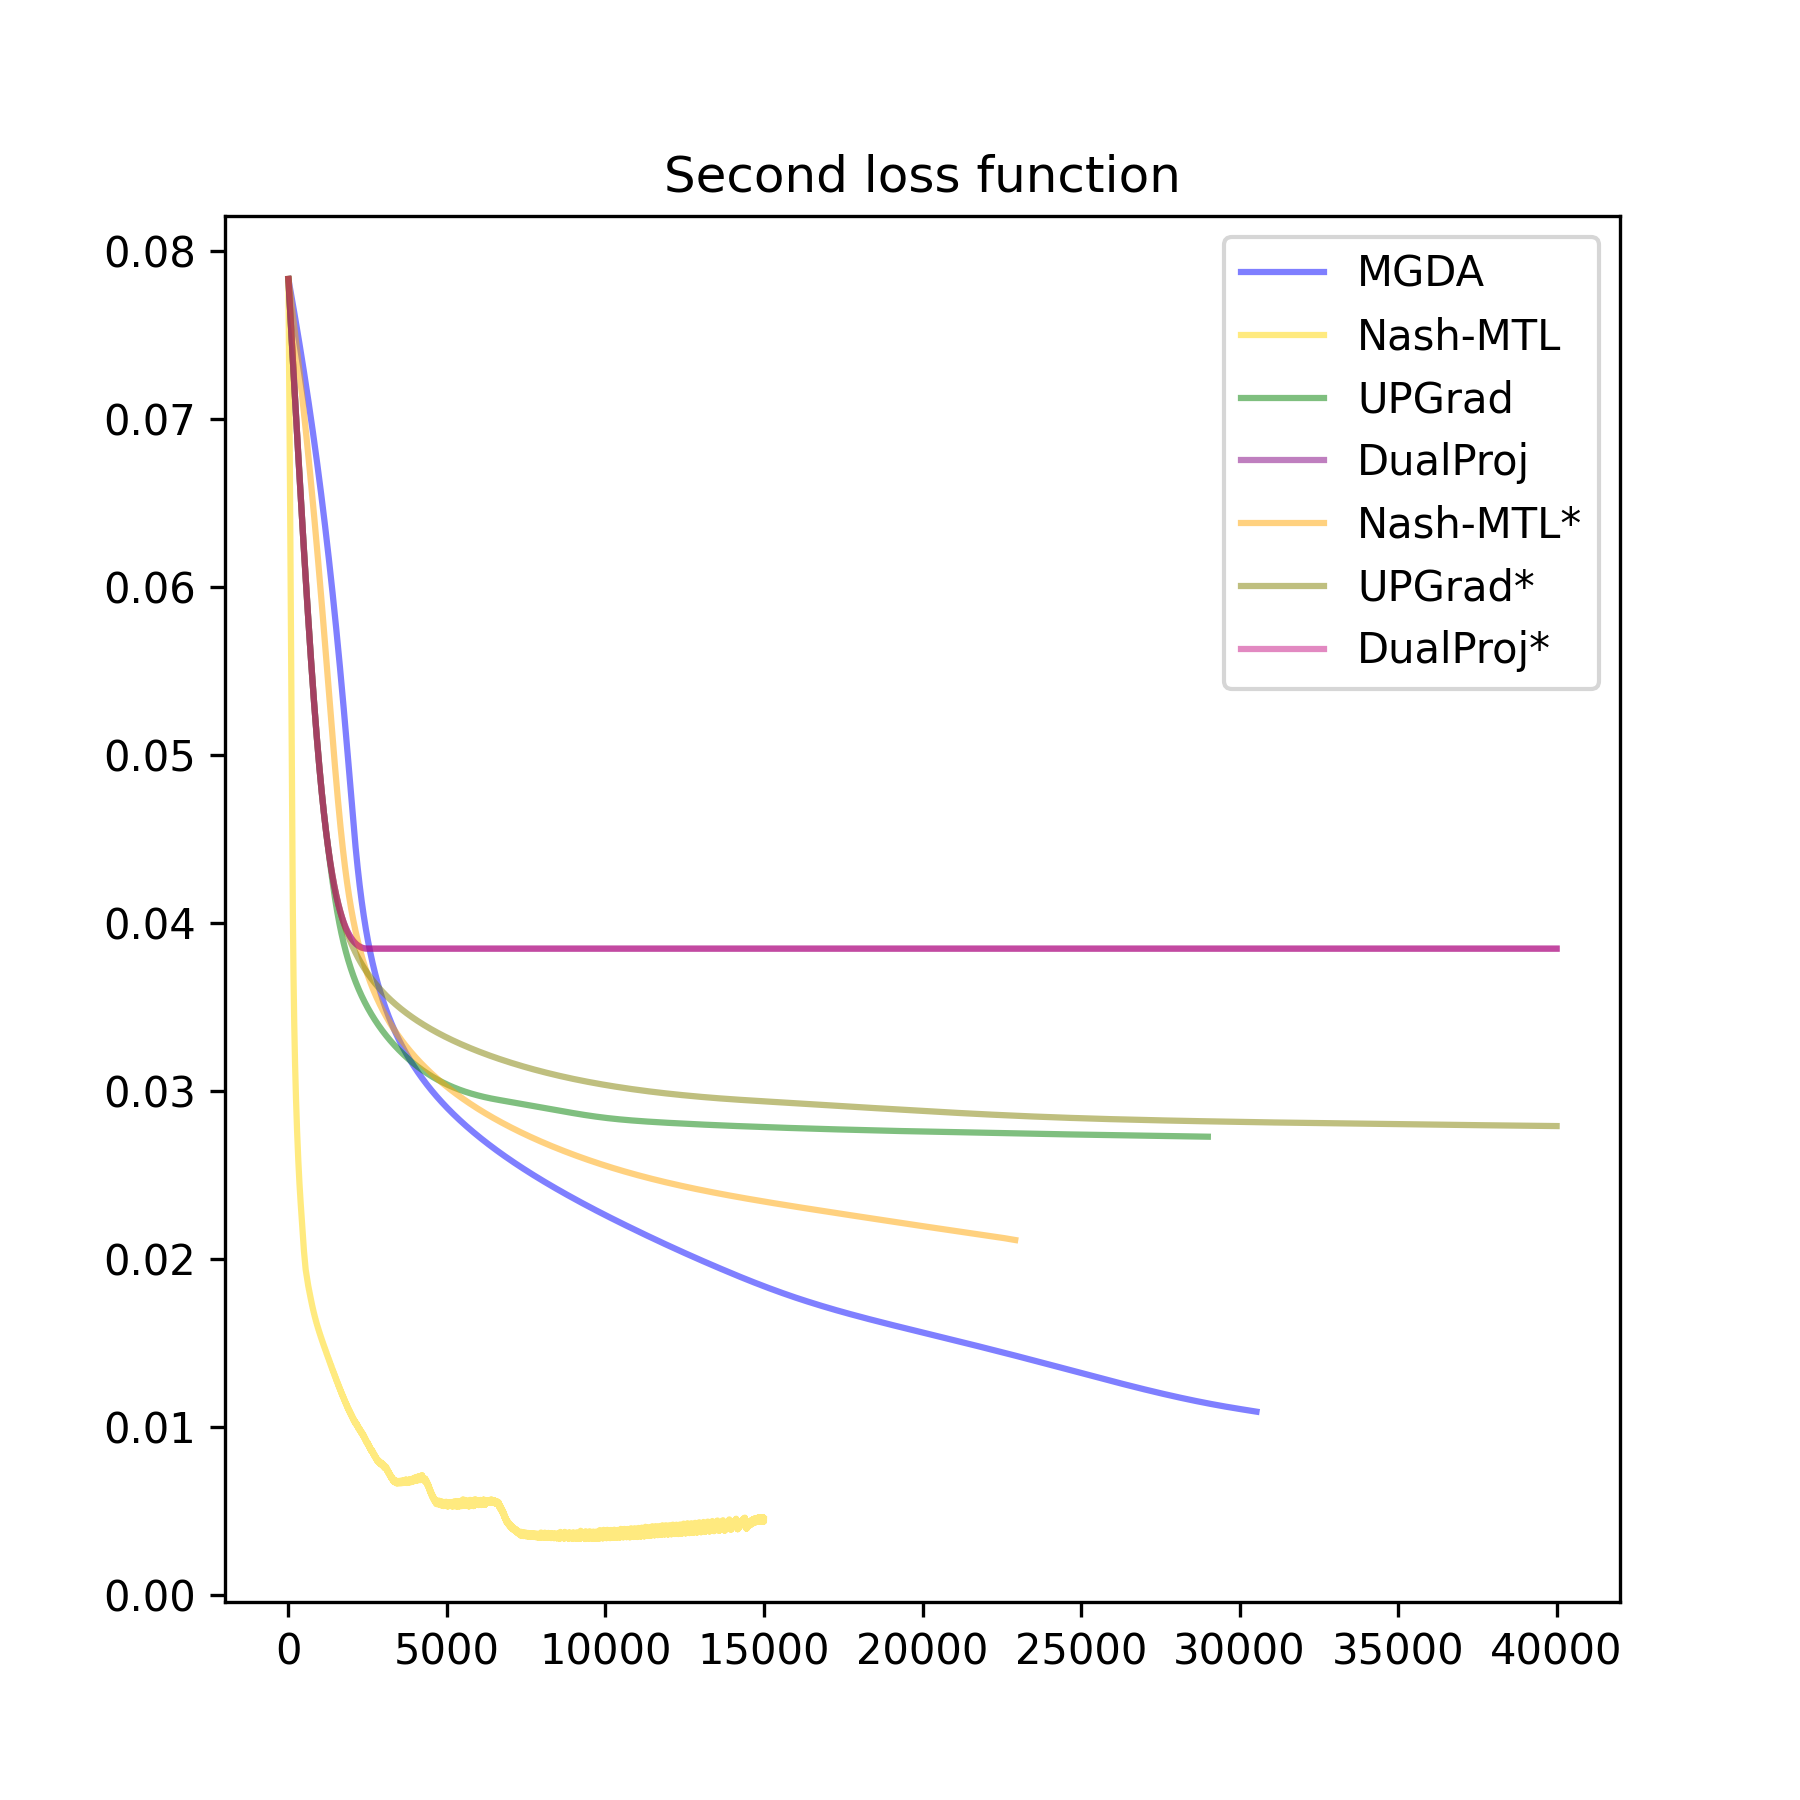 Second loss function
0.08
0.07
0.06
0.05
0.04
0.03
0.02
0.01
0.00
MGDA
Nash-MTL
UPGrad
DualProj
Nash-MTL*
UPGrad*
DualProj*
0 5000 10000 15000 20000 25000 30000 35000 40000